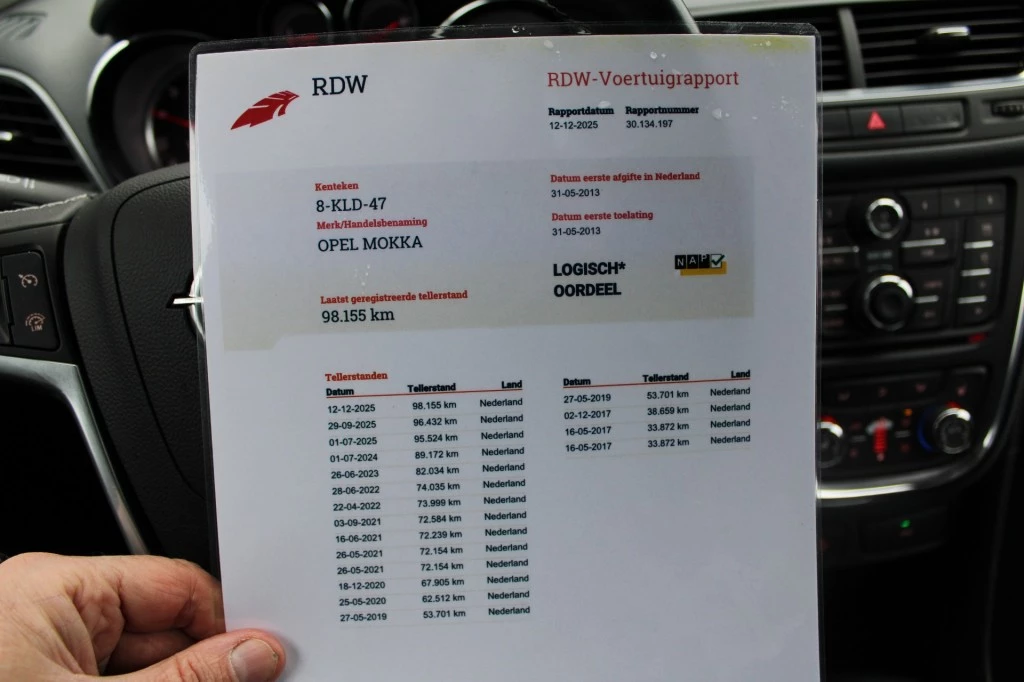 RDW
RDW-Voertuigrapport
Rapportdatum Rapportnummer
12-12-2025 30.134.197
Kenteken
8-KLD-47
Merk/Handelsbenaming
OPEL MOKKA
Datum eerste afgifte in Nederland
31-05-2013
Datum eerste toelating
31-05-2013
Laatst geregistreerde tellerstand
98.155 km
LOGISCH*
OORDEEL
NAP
Tellerstanden
Datum Tellerstand Land
12-12-2025 98.155 km Nederland
29-09-2025 96.432 km Nederland
01-07-2025 95.524 km Nederland
01-07-2024 89.172 km Nederland
26-06-2023 82.034 km Nederland
28-06-2022 74.035 km Nederland
22-04-2022 73.999 km Nederland
03-09-2021 72.584 km Nederland
16-06-2021 72.239 km Nederland
26-05-2021 72.154 km Nederland
26-05-2021 72.154 km Nederland
18-12-2020 67.905 km Nederland
25-05-2020 62.512 km Nederland
27-05-2019 53.701 km Nederland
Datum Tellerstand Land
27-05-2019 53.701 km Nederland
02-12-2017 38.659 km Nederland
16-05-2017 33.872 km Nederland
16-05-2017 33.872 km Nederland
LIM